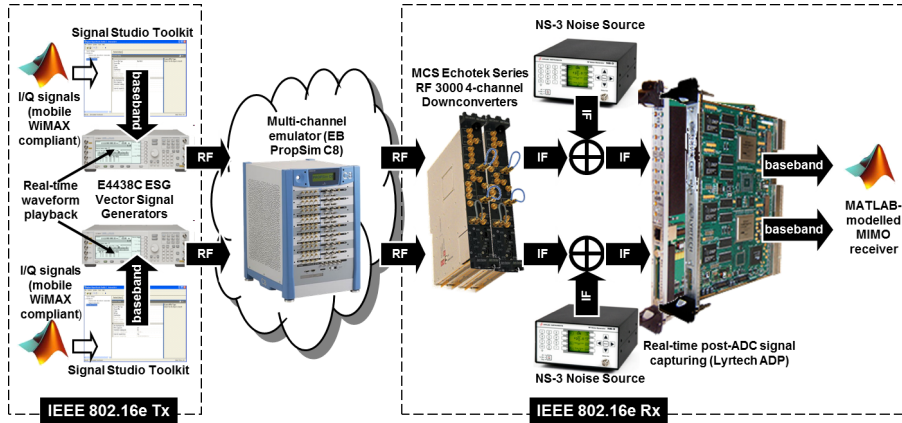 Signal Studio Toolkit
I/Q signals
(mobile
WiMAX
compliant)
baseband
Real-time
waveform
playback
E4438C ESG
Vector Signal
Generators
I/Q signals
(mobile
WiMAX
compliant)
baseband
Signal Studio Toolkit
IEEE 802.16e Tx
RF
RF
Multi-channel
emulator (EB
PropSim C8)
RF
RF
MCS Echotek Series
RF 3000 4-channel
Downconverters
NS-3 Noise Source
IF
IF
IF
IF
IF
IF
NS-3 Noise Source
baseband
baseband
MATLAB-
modelled
MIMO
receiver
Real-time post-ADC signal
capturing (Lyrtech ADP)
IEEE 802.16e Rx